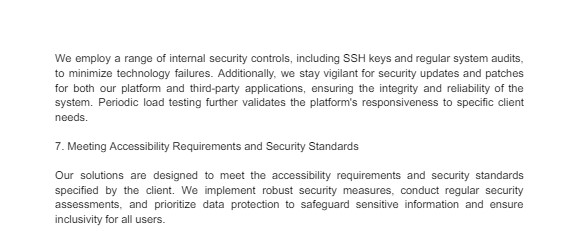 We employ a range of internal security controls, including SSH keys and regular system audits,
to minimize technology failures. Additionally, we stay vigilant for security updates and patches
for both our platform and third-party applications, ensuring the integrity and reliability of the
system. Periodic load testing further validates the platform's responsiveness to specific client
needs.
7. Meeting Accessibility Requirements and Security Standards
Our solutions are designed to meet the accessibility requirements and security standards
specified by the client. We implement robust security measures, conduct regular security
assessments, and prioritize data protection to safeguard sensitive information and ensure
inclusivity for all users.